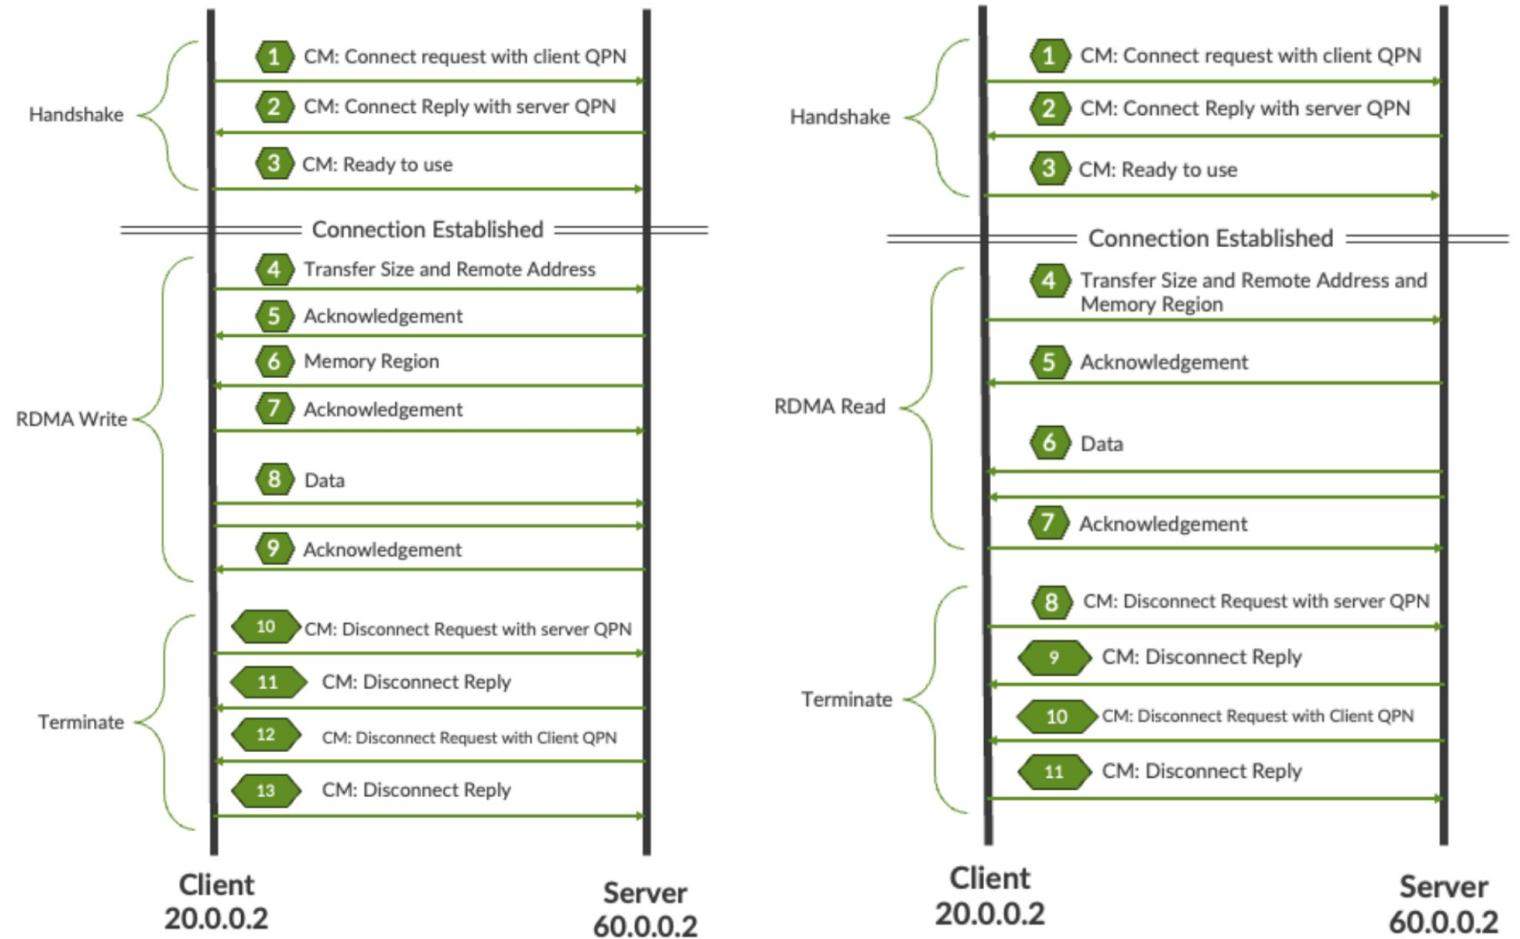 Handshake
1 CM: Connect request with client QPN
2 CM: Connect Reply with server QPN
3 CM: Ready to use
Connection Established
RDMA Write
4 Transfer Size and Remote Address
5 Acknowledgement
6 Memory Region
7 Acknowledgement
8 Data
9 Acknowledgement
Terminate
10 CM: Disconnect Request with server QPN
11 CM: Disconnect Reply
12 CM: Disconnect Request with Client QPN
13 CM: Disconnect Reply
Client
20.0.0.2
Server
60.0.0.2
Handshake
1 CM: Connect request with client QPN
2 CM: Connect Reply with server QPN
3 CM: Ready to use
Connection Established
RDMA Read
4 Transfer Size and Remote Address and
Memory Region
5 Acknowledgement
6 Data
7 Acknowledgement
Terminate
8 CM: Disconnect Request with server QPN
9 CM: Disconnect Reply
10 CM: Disconnect Request with Client QPN
11 CM: Disconnect Reply
Client
20.0.0.2
Server
60.0.0.2